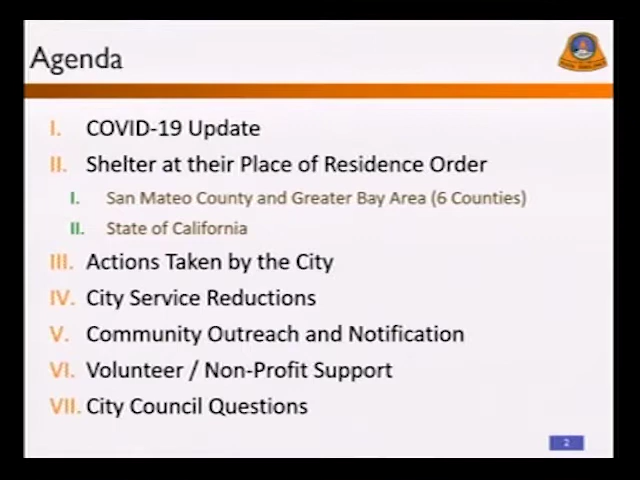 Agenda
I. COVID-19 Update
II. Shelter at their Place of Residence Order
I. San Mateo County and Greater Bay Area (6 Counties)
II. State of California
III. Actions Taken by the City
IV. City Service Reductions
V. Community Outreach and Notification
VI. Volunteer / Non-Profit Support
VII. City Council Questions
2